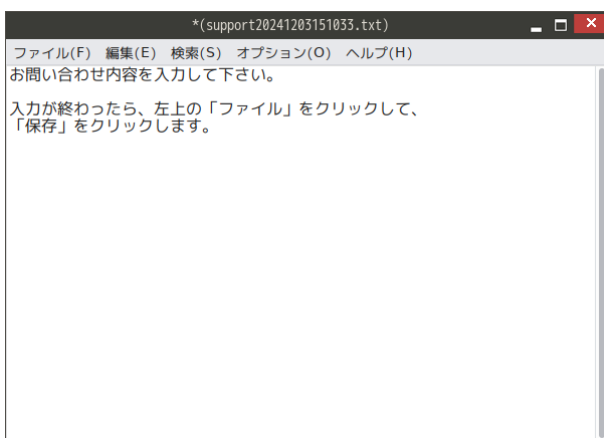 *(support20241203151033.txt)
ファイル(F) 編集(E) 検索(S) オプション(O) ヘルプ(H)
お問い合わせ内容を入力して下さい。
入力が終わったら、左上の「ファイル」をクリックして、
「保存」をクリックします。